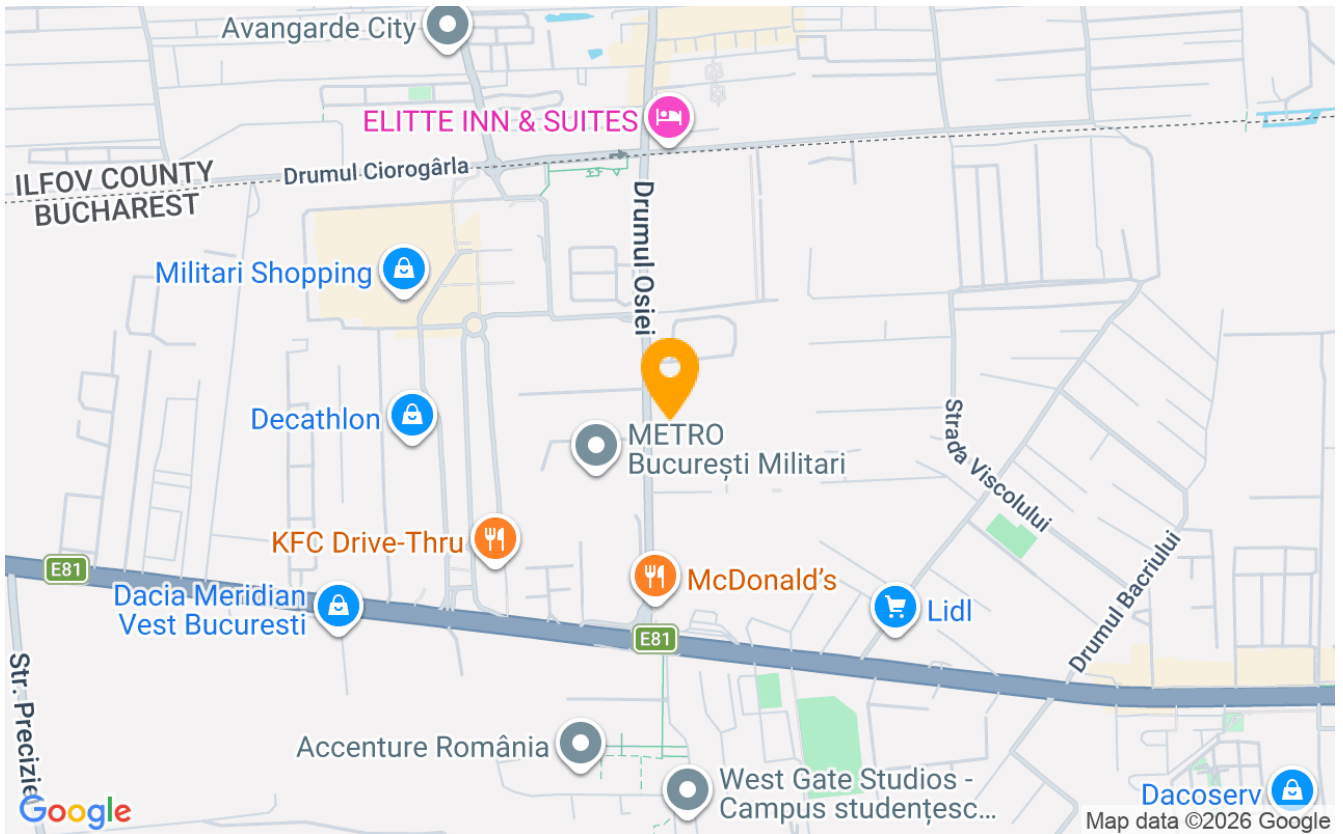 Avangarde City
ELITTE INN & SUITES
ILFOV COUNTY
BUCHAREST
Drumul Ciorogârla
Drumul Osiei
Militari Shopping
Decathlon
METRO
București Militari
Strada Viscolului
KFC Drive-Thru
McDonald's
E81
Dacia Meridian
Vest Bucuresti
Lidl
Drumul Bacriului
E81
Str. Preciziei
Accenture România
West Gate Studios -
Campus studențesc...
Dacoserv
Google
Map data ©2026 Google